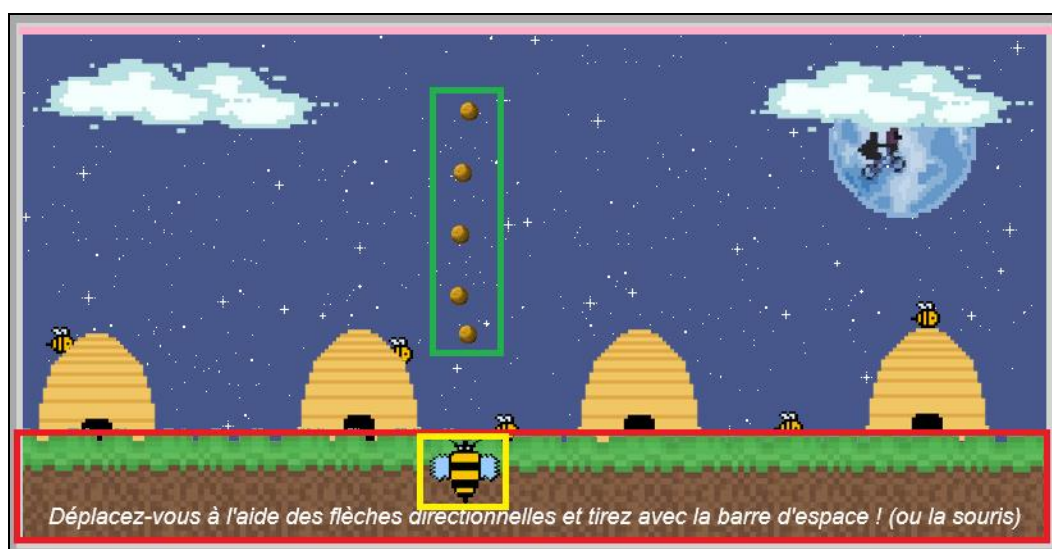 Déplacez-vous à l'aide des flèches directionnelles et tirez avec la barre d'espace ! (ou la souris)